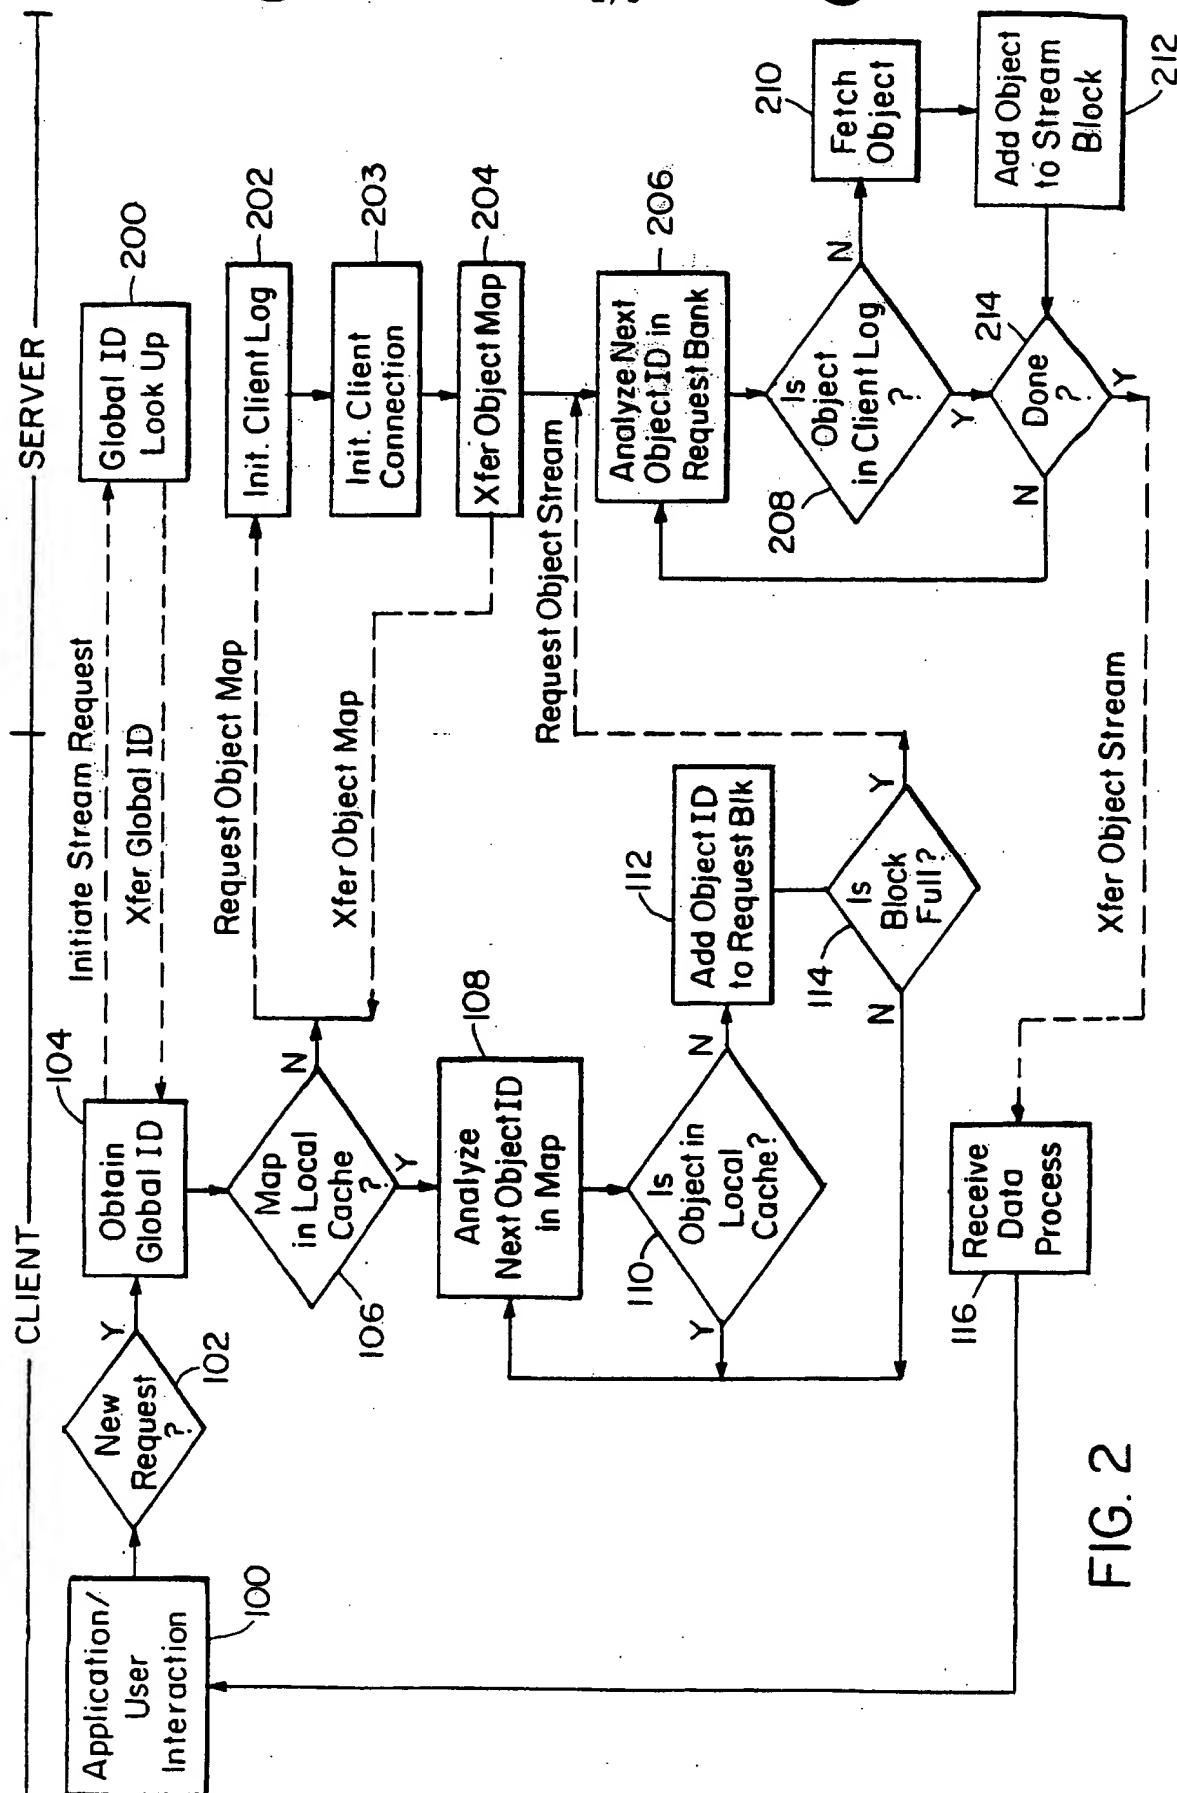 CLIENT
SERVER
Application/
User
Interaction
100
New
Request
?
102
Y
Obtain
Global ID
104
Initiate Stream Request
Xfer Global ID
Global ID
Look Up
200
Map
in Local
Cache
?
106
N
Y
Request Object Map
Xfer Object Map
Init. Client Log
202
Init. Client
Connection
203
Xfer Object Map
204
Analyze
Next Object ID
in Map
108
Is
Object in
Local
Cache?
110
Y
N
Add Object ID
to Request Blk
112
Is
Block
Full?
114
N
Y
Request Object Stream
Analyze Next
Object ID in
Request Bank
206
Is
Object
in Client Log
?
208
N
Y
Fetch
Object
210
Add Object
to Stream
Block
212
Done
?
214
N
Y
Xfer Object Stream
Receive
Data
Process
116
FIG. 2